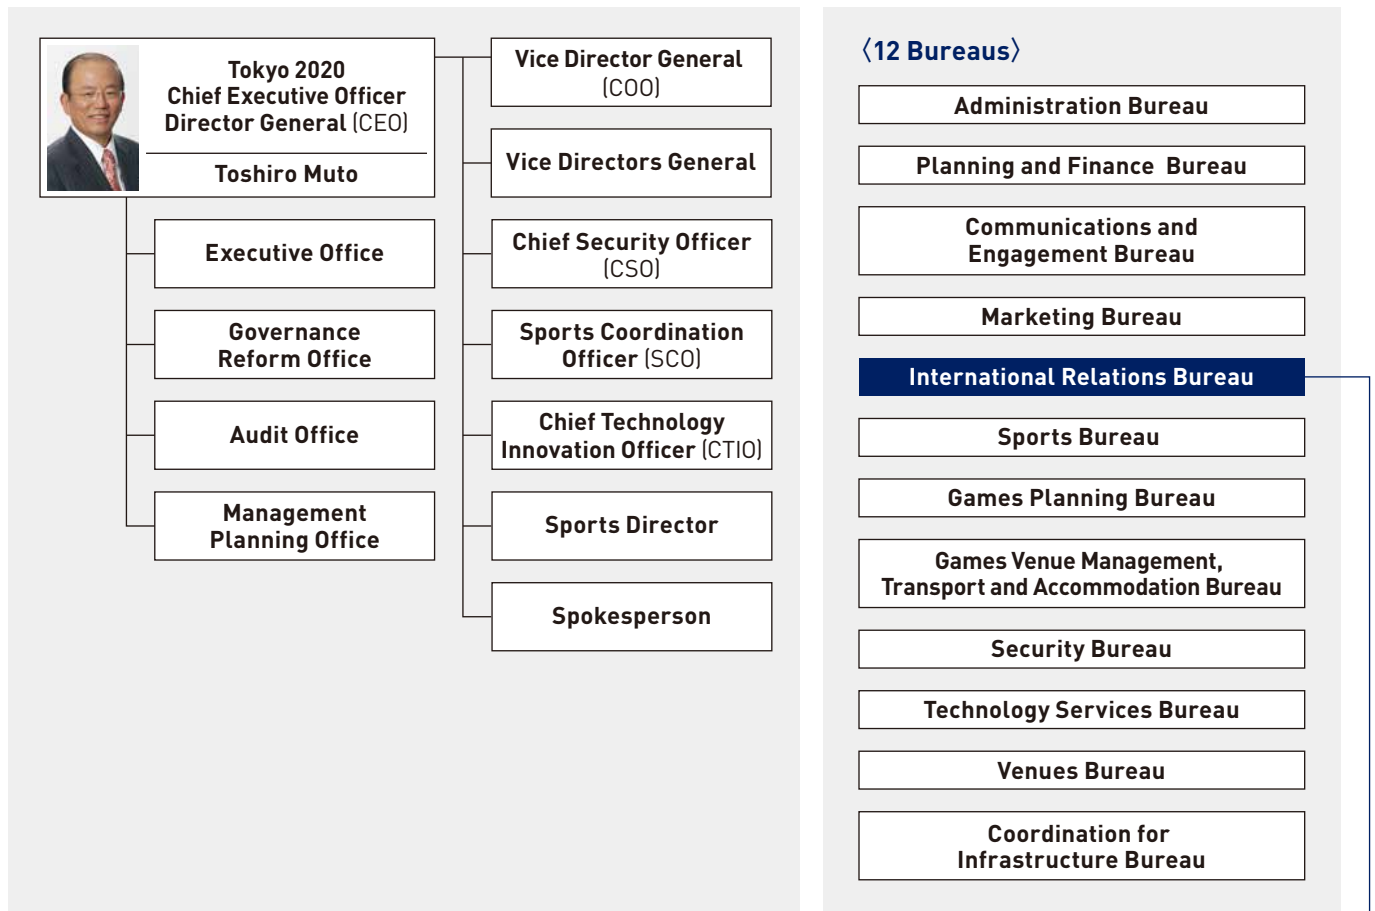 Tokyo 2020
Chief Executive Officer
Director General (CEO)
Toshiro Muto
Executive Office
Governance
Reform Office
Audit Office
Management
Planning Office
Vice Director General
(COO)
Vice Directors General
Chief Security Officer
(CSO)
Sports Coordination
Officer (SCO)
Chief Technology
Innovation Officer (CTIO)
Sports Director
Spokesperson
〈12 Bureaus〉
Administration Bureau
Planning and Finance Bureau
Communications and
Engagement Bureau
Marketing Bureau
International Relations Bureau
Sports Bureau
Games Planning Bureau
Games Venue Management,
Transport and Accommodation Bureau
Security Bureau
Technology Services Bureau
Venues Bureau
Coordination for
Infrastructure Bureau